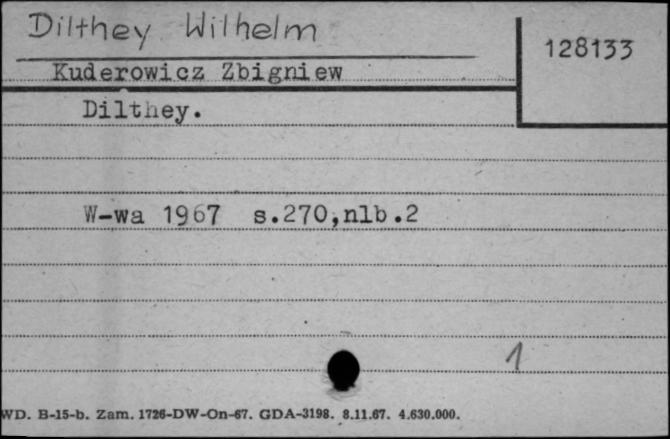 Dilthey Wilhelm
128133
Kuderowicz Zbigniew
Dilthey.
W-wa 1967 s.270,nlb.2
1
WD. B-15-b. Zam. 1726-DW-On-67. GDA-3198. 8.11.67. 4.630.000.